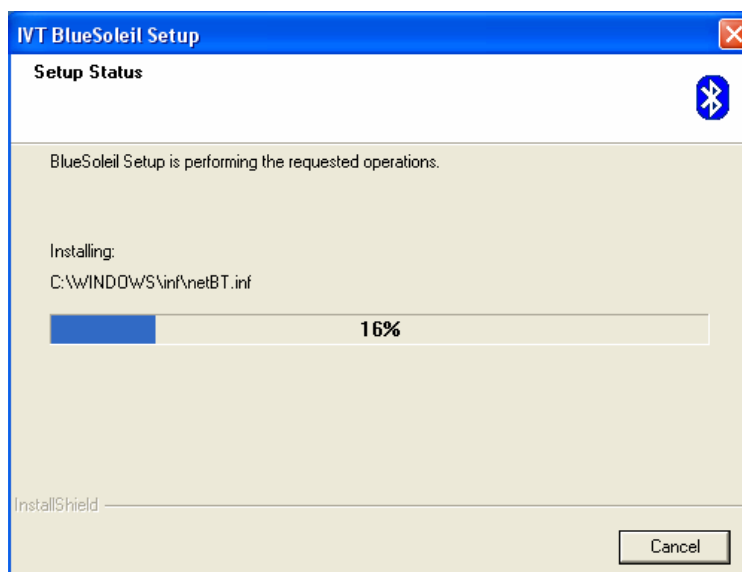 IVT BlueSoleil Setup
Setup Status
BlueSoleil Setup is performing the requested operations.
Installing:
C:\WINDOWS\inf\netBT.inf
16%
InstallShield
Cancel